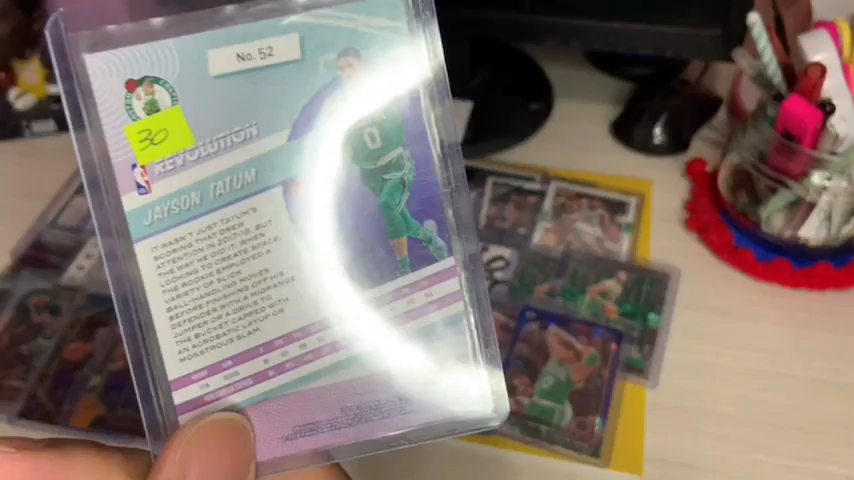 No. 52
30
REVOLUTION
JAYSON TATUM
IT WASN'T JUST TATUM'S
SCORING THAT DREW
ATTENTION IN 2017-18, BUT
THE WAY HE DID IT. WHEN
LOOKING TO CREATE SPACE,
THE ROOKIE EMPLOYED A
VARIETY OF SLICK
BALL-HANDLING MOVES
BEFORE FINISHING OFF HIS
DEFENDER WITH A MIDRANGE
JUMPER OR A DRIVE TO
THE BUCKET CAPPED WITH
AN ACROBATIC LAYUP OR
MONSTROUS SLAM.
0